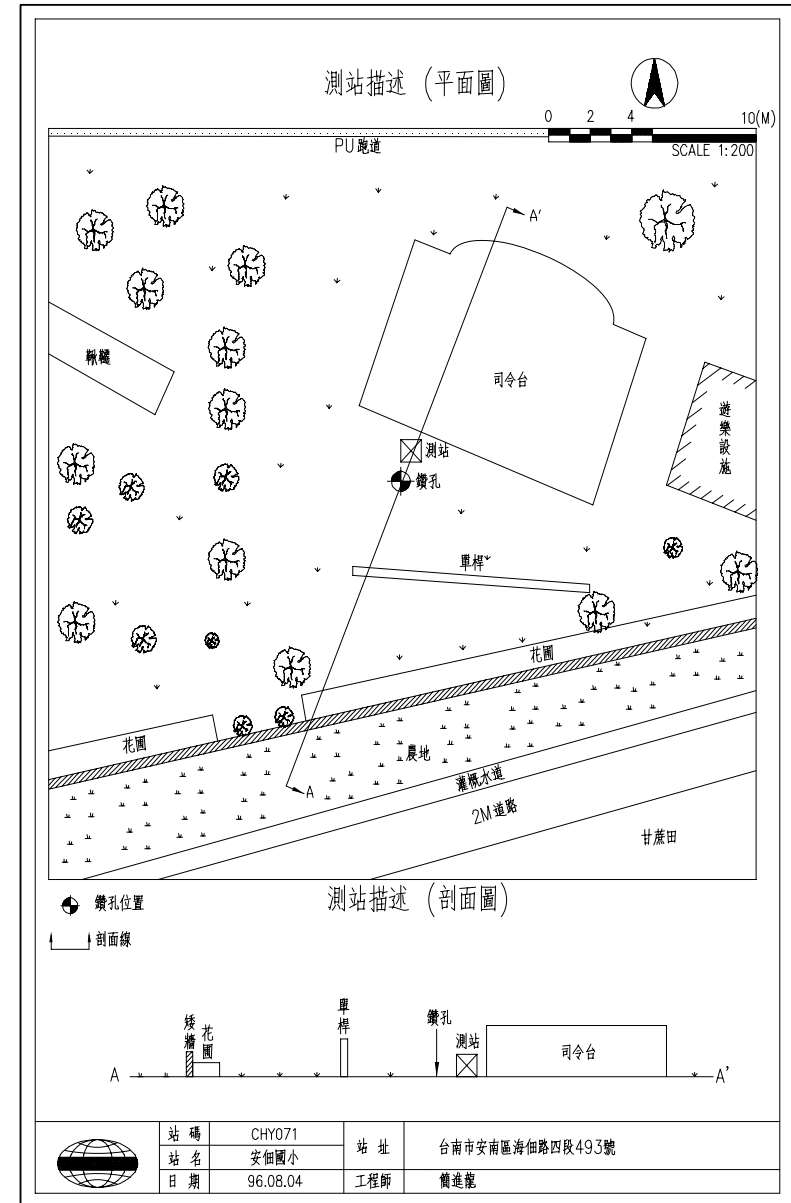 測站描述 (平面圖)
0 2 4 10(M)
SCALE 1:200
PU跑道
A'
鞦韆
司令台
遊樂設施
測站
鑽孔
單桿
花圃
花圃
農地
A
灌溉水道
2M道路
甘蔗田
鑽孔位置
剖面線
測站描述 (剖面圖)
矮牆
花圃
單桿
鑽孔
測站
司令台
A
A'
站碼 CHY071
站名 安佃國小
日期 96.08.04
站址 台南市安南區海佃路四段493號
工程師 簡進龍